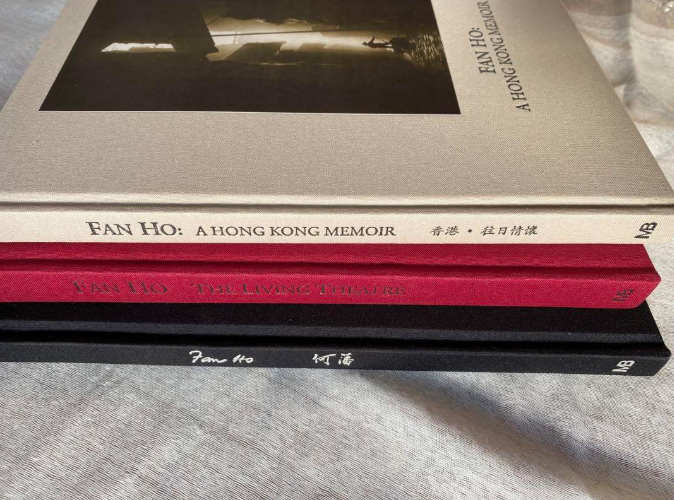 FAN HO:
A HONG KONG MEMOIR
FAN HO: A HONG KONG MEMOIR 香港・往日情懷 MB
FAN HO THE LIVING THEATRE MB
Fan Ho 何藩 MB